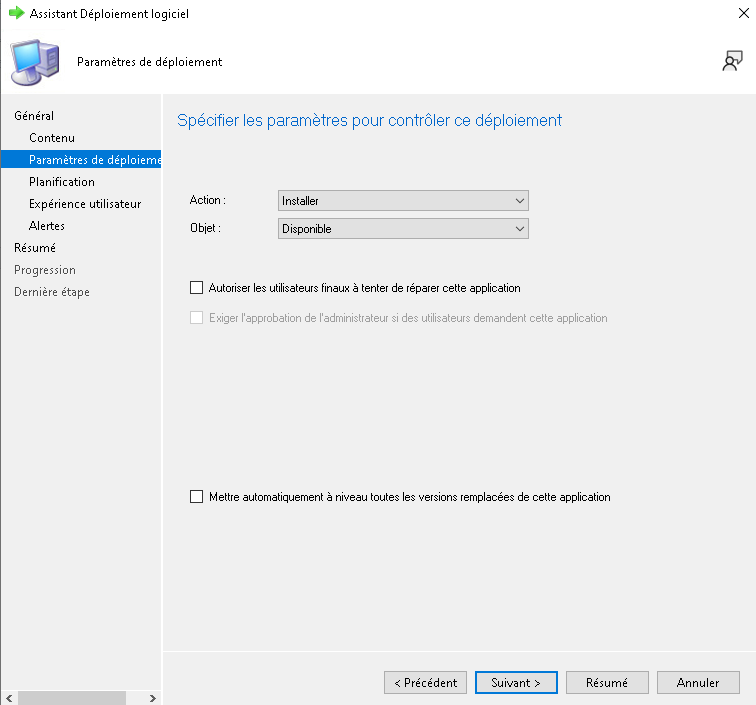 Assistant Déploiement logiciel
Paramètres de déploiement
Général
Contenu
Paramètres de déploieme
Planification
Expérience utilisateur
Alertes
Résumé
Progression
Dernière étape
Spécifier les paramètres pour contrôler ce déploiement
Action : Installer
Objet : Disponible
Autoriser les utilisateurs finaux à tenter de réparer cette application
Exiger l'approbation de l'administrateur si des utilisateurs demandent cette application
Mettre automatiquement à niveau toutes les versions remplacées de cette application
< Précédent Suivant > Résumé Annuler